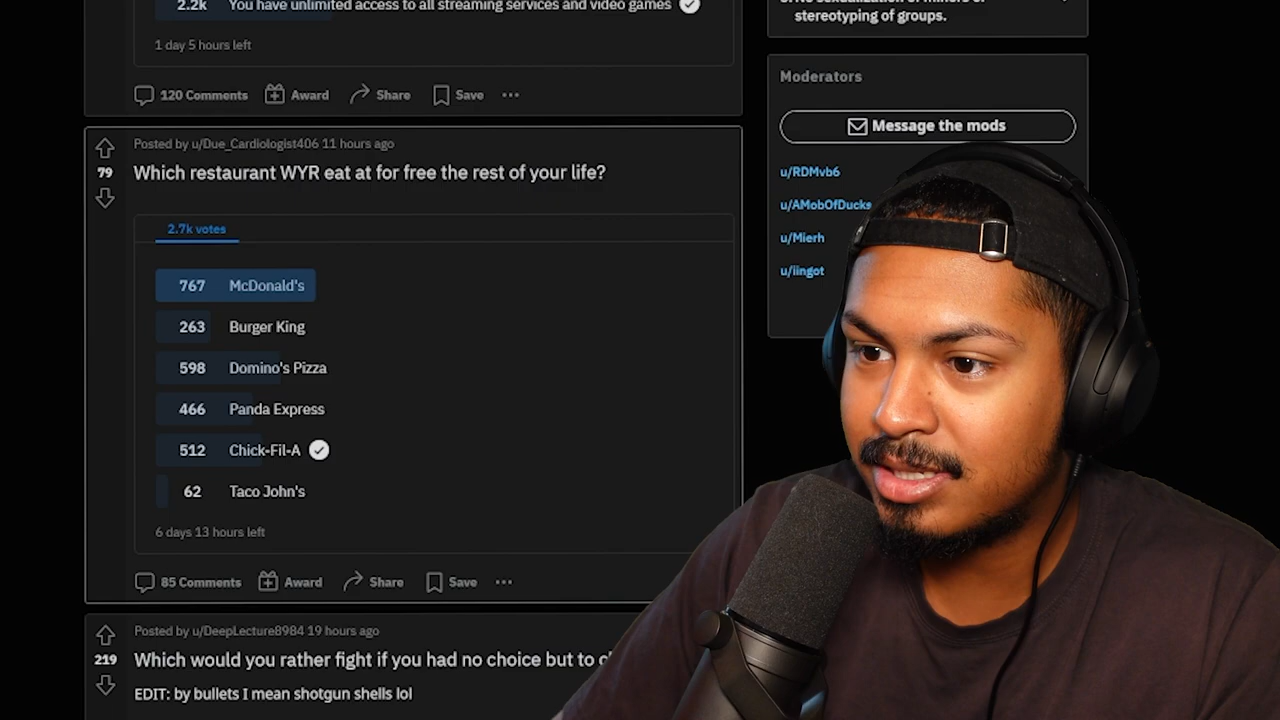 2.2k You have unlimited access to all streaming services and video games
1 day 5 hours left
120 Comments Award Share Save
Posted by u/Due_Cardiologist406 11 hours ago
79
Which restaurant WYR eat at for free the rest of your life?
2.7k votes
767 McDonald's
263 Burger King
598 Domino's Pizza
466 Panda Express
512 Chick-Fil-A
62 Taco John's
6 days 13 hours left
85 Comments Award Share Save
Posted by u/DeepLecture8984 19 hours ago
219
Which would you rather fight if you had no choice but to
EDIT: by bullets I mean shotgun shells lol
stereotyping of groups.
Moderators
Message the mods
u/RDMvb6
u/AMobOfDucks
u/Mierh
u/iingot